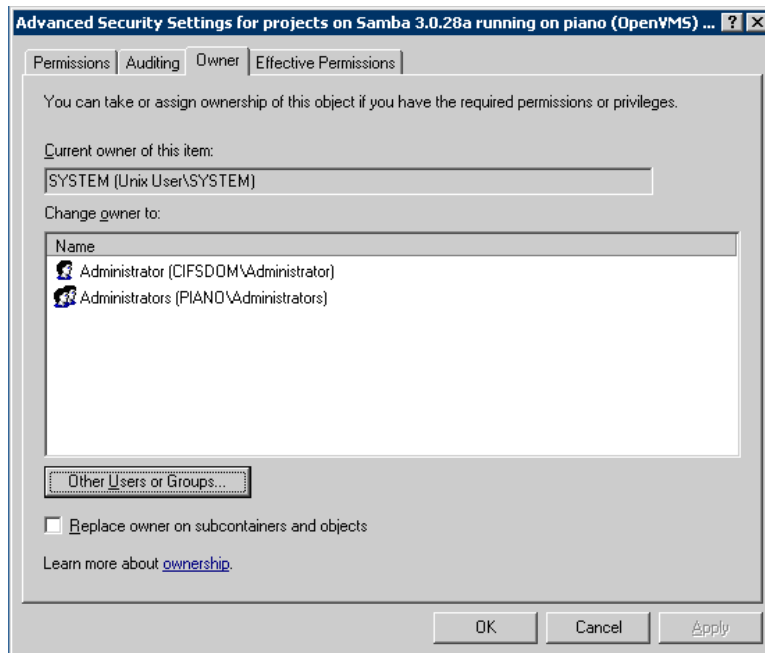 Advanced Security Settings for projects on Samba 3.0.28a running on piano (OpenVMS) ...
Permissions Auditing Owner Effective Permissions
You can take or assign ownership of this object if you have the required permissions or privileges.
Current owner of this item:
SYSTEM (Unix User\SYSTEM)
Change owner to:
Name
Administrator (CIFSDOM\Administrator)
Administrators (PIANO\Administrators)
Other Users or Groups...
Replace owner on subcontainers and objects
Learn more about ownership.
OK Cancel Apply